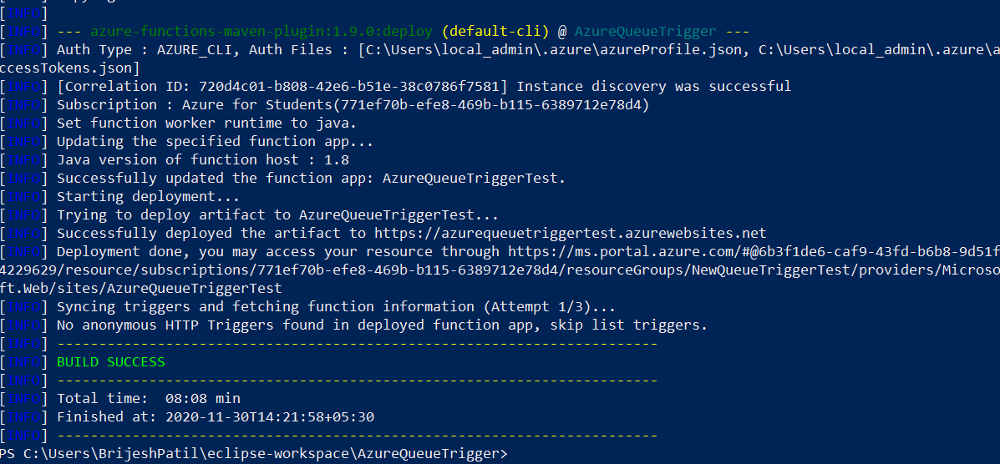 [INFO]
[INFO] --- azure-functions-maven-plugin:1.9.0:deploy (default-cli) @ AzureQueueTrigger ---
[INFO] Auth Type : AZURE_CLI, Auth Files : [C:\Users\local_admin\.azure\azureProfile.json, C:\Users\local_admin\.azure\a
ccessTokens.json]
[INFO] [Correlation ID: 720d4c01-b808-42e6-b51e-38c0786f7581] Instance discovery was successful
[INFO] Subscription : Azure for Students(771ef70b-efe8-469b-b115-6389712e78d4)
[INFO] Set function worker runtime to java.
[INFO] Updating the specified function app...
[INFO] Java version of function host : 1.8
[INFO] Successfully updated the function app: AzureQueueTriggerTest.
[INFO] Starting deployment...
[INFO] Trying to deploy artifact to AzureQueueTriggerTest...
[INFO] Successfully deployed the artifact to https://azurequeuetriggertest.azurewebsites.net
[INFO] Deployment done, you may access your resource through https://ms.portal.azure.com/#@6b3f1de6-caf9-43fd-b6b8-9d51f
4229629/resource/subscriptions/771ef70b-efe8-469b-b115-6389712e78d4/resourceGroups/NewQueueTriggerTest/providers/Microso
ft.Web/sites/AzureQueueTriggerTest
[INFO] Syncing triggers and fetching function information (Attempt 1/3)...
[INFO] No anonymous HTTP Triggers found in deployed function app, skip list triggers.
[INFO] ------------------------------------------------------------------------
[INFO] BUILD SUCCESS
[INFO] ------------------------------------------------------------------------
[INFO] Total time:  08:08 min
[INFO] Finished at: 2020-11-30T14:21:58+05:30
[INFO] ------------------------------------------------------------------------
PS C:\Users\BrijeshPatil\eclipse-workspace\AzureQueueTrigger>